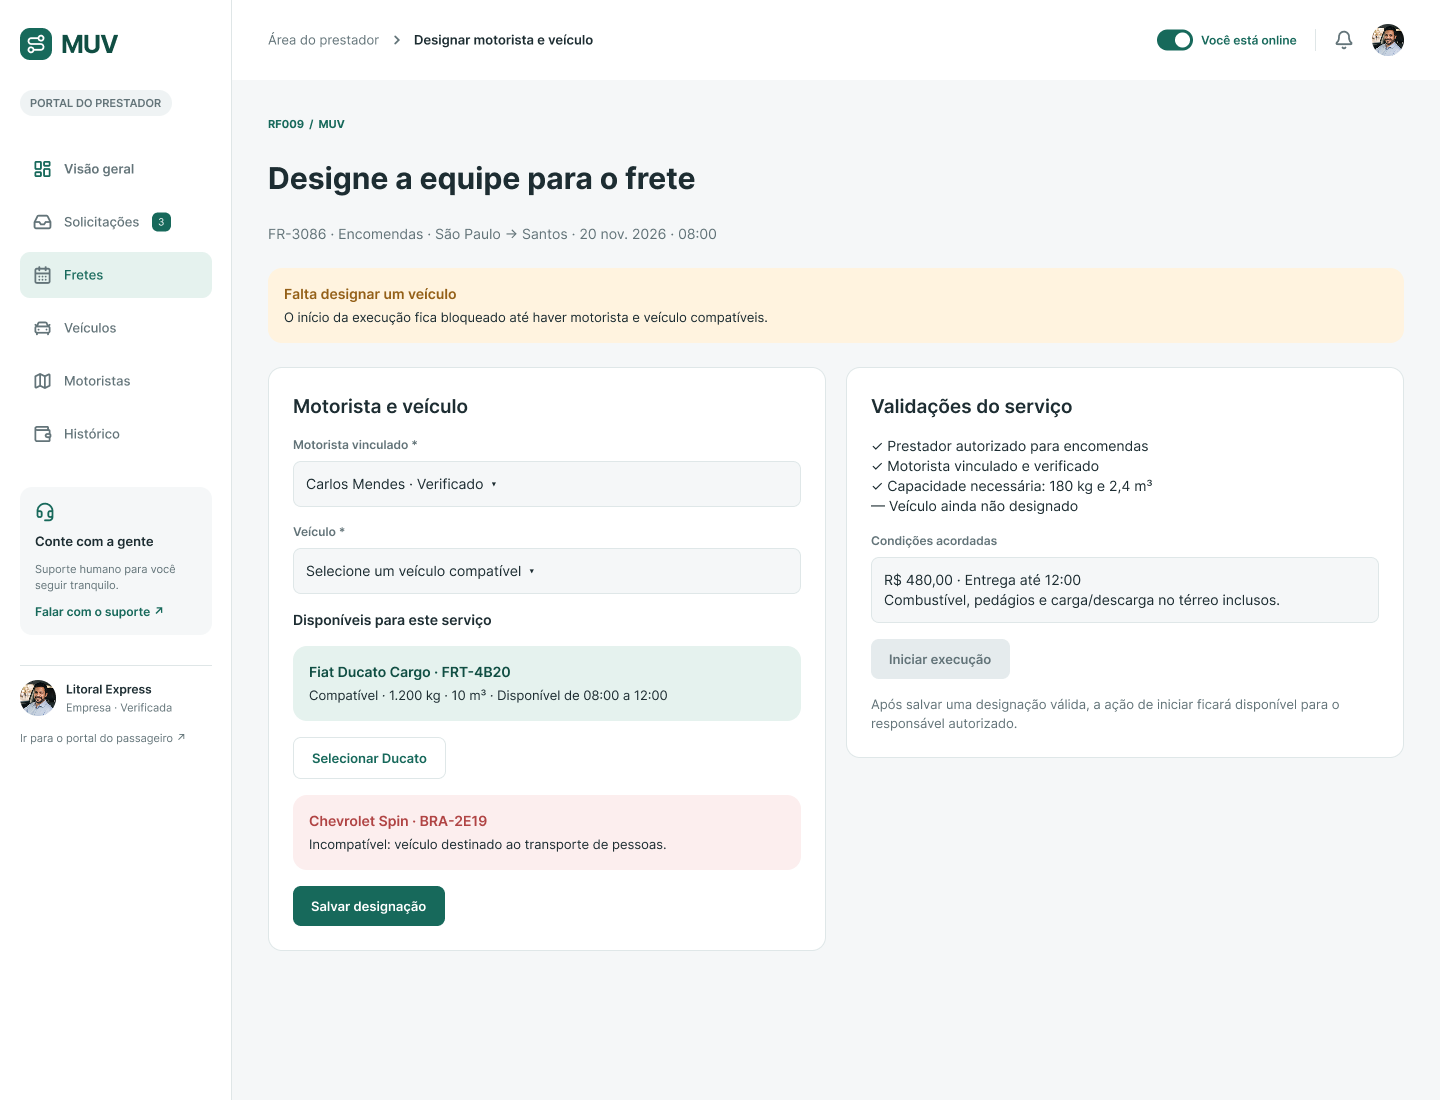 MUV
PORTAL DO PRESTADOR
Visão geral
Solicitações 3
Fretes
Veículos
Motoristas
Histórico
Conte com a gente
Suporte humano para você
seguir tranquilo.
Falar com o suporte ↗
Litoral Express
Empresa · Verificada
Ir para o portal do passageiro ↗
Área do prestador > Designar motorista e veículo
Você está online
RF009 / MUV
Designe a equipe para o frete
FR-3086 · Encomendas · São Paulo → Santos · 20 nov. 2026 · 08:00
Falta designar um veículo
O início da execução fica bloqueado até haver motorista e veículo compatíveis.
Motorista e veículo
Motorista vinculado *
Carlos Mendes · Verificado ▾
Veículo *
Selecione um veículo compatível ▾
Disponíveis para este serviço
Fiat Ducato Cargo · FRT-4B20
Compatível · 1.200 kg · 10 m³ · Disponível de 08:00 a 12:00
Selecionar Ducato
Chevrolet Spin · BRA-2E19
Incompatível: veículo destinado ao transporte de pessoas.
Salvar designação
Validações do serviço
✓ Prestador autorizado para encomendas
✓ Motorista vinculado e verificado
✓ Capacidade necessária: 180 kg e 2,4 m³
— Veículo ainda não designado
Condições acordadas
R$ 480,00 · Entrega até 12:00
Combustível, pedágios e carga/descarga no térreo inclusos.
Iniciar execução
Após salvar uma designação válida, a ação de iniciar ficará disponível para o
responsável autorizado.